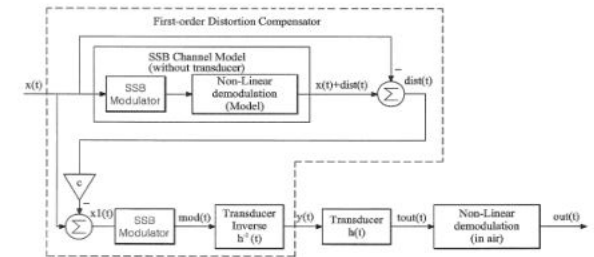 First-order Distortion Compensator
SSB Channel Model
(without transducer)
x(t)
SSB
Modulator
Non-Linear
demodulation
(Model)
x(t)+dist(t)
−
Σ
dist(t)
c
−
Σ
x1(t)
SSB
Modulator
mod(t)
Transducer
Inverse
h⁻¹(t)
y(t)
Transducer
h(t)
tout(t)
Non-Linear
demodulation
(in air)
out(t)